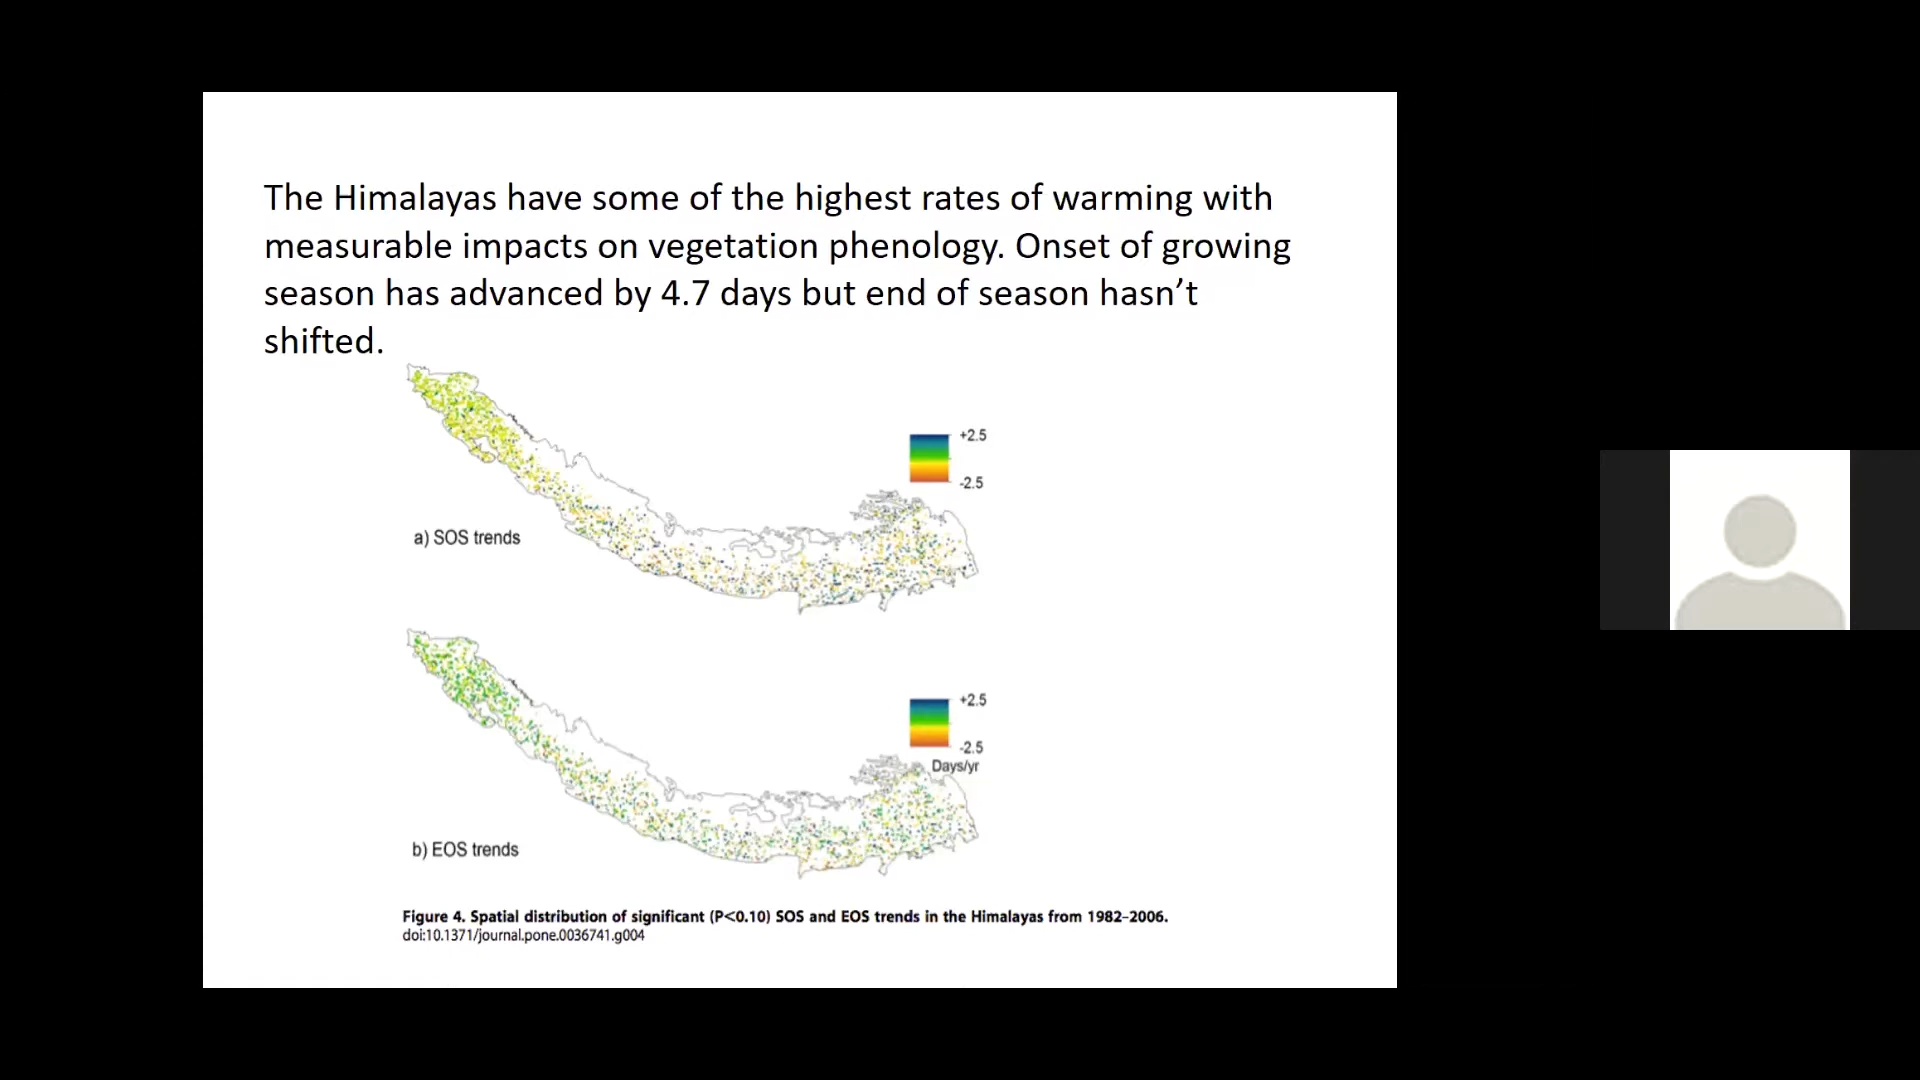 The Himalayas have some of the highest rates of warming with
measurable impacts on vegetation phenology. Onset of growing
season has advanced by 4.7 days but end of season hasn’t
shifted.
+2.5
-2.5
a) SOS trends
+2.5
-2.5
Days/yr
b) EOS trends
Figure 4. Spatial distribution of significant (P<0.10) SOS and EOS trends in the Himalayas from 1982–2006.
doi:10.1371/journal.pone.0036741.g004